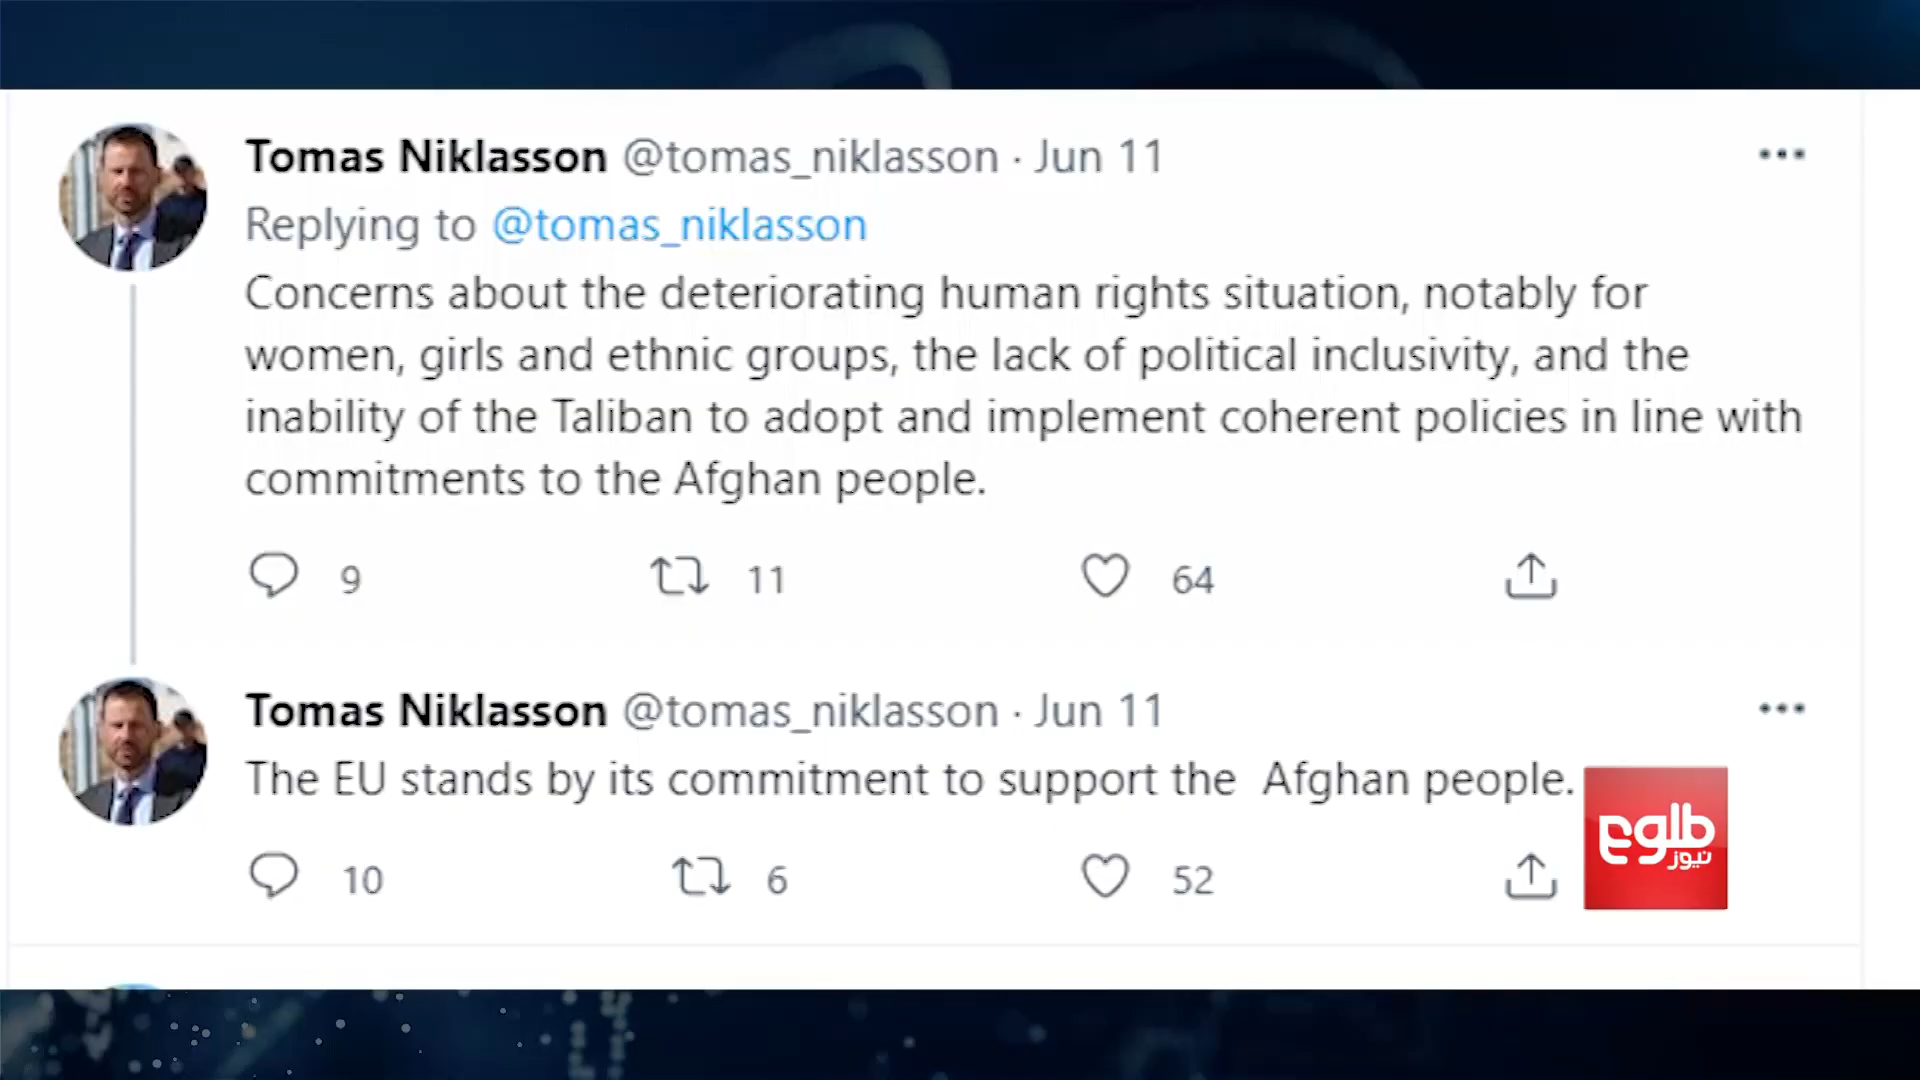 Tomas Niklasson @tomas_niklasson · Jun 11
Replying to @tomas_niklasson
Concerns about the deteriorating human rights situation, notably for
women, girls and ethnic groups, the lack of political inclusivity, and the
inability of the Taliban to adopt and implement coherent policies in line with
commitments to the Afghan people.
9 11 64
Tomas Niklasson @tomas_niklasson · Jun 11
The EU stands by its commitment to support the  Afghan people.
طلوع
نیوز
10 6 52